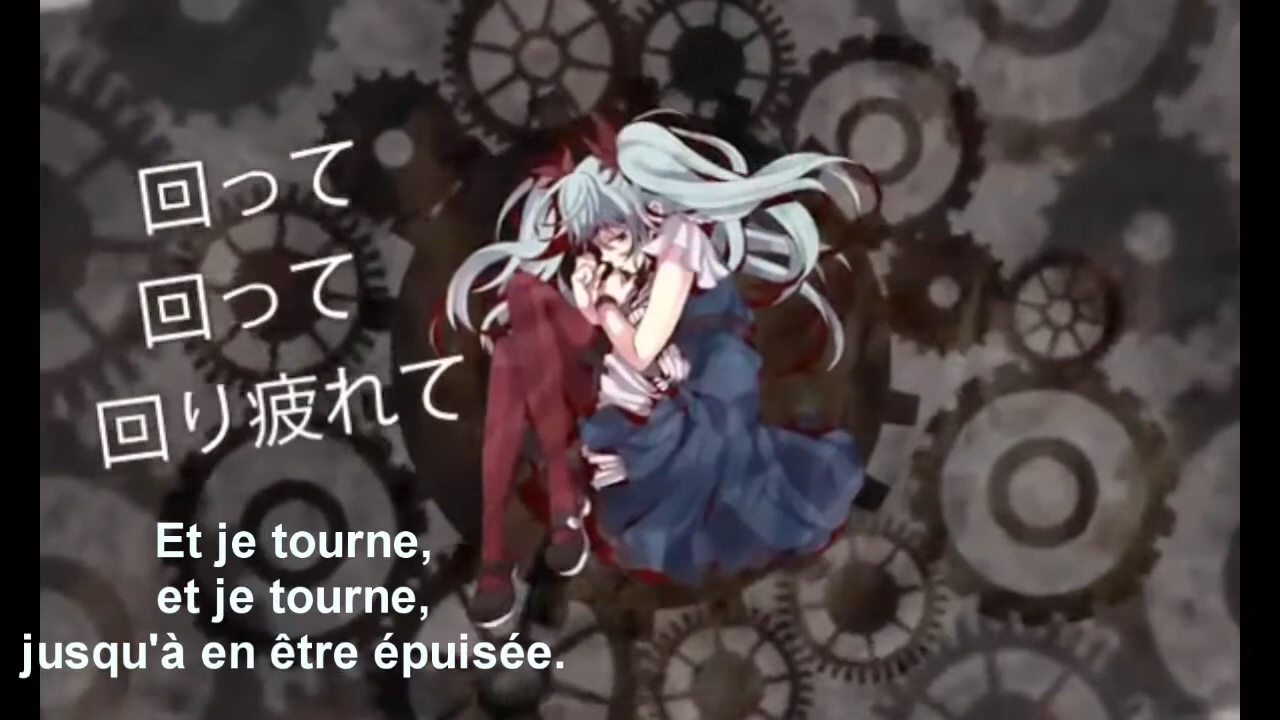 回って
回って
回り疲れて
Et je tourne,
et je tourne,
jusqu'à en être épuisée.